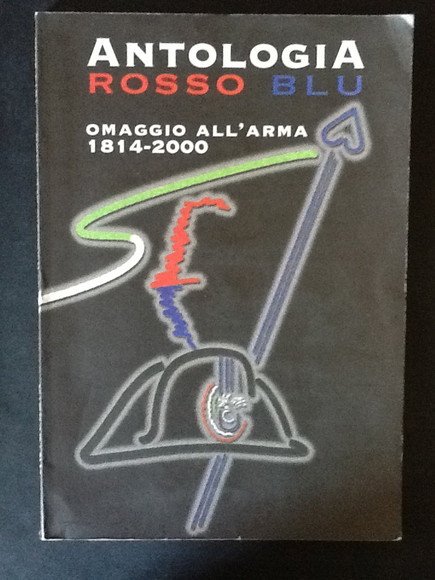 ANTOLOGIA
ROSSO BLU
OMAGGIO ALL'ARMA
1814-2000